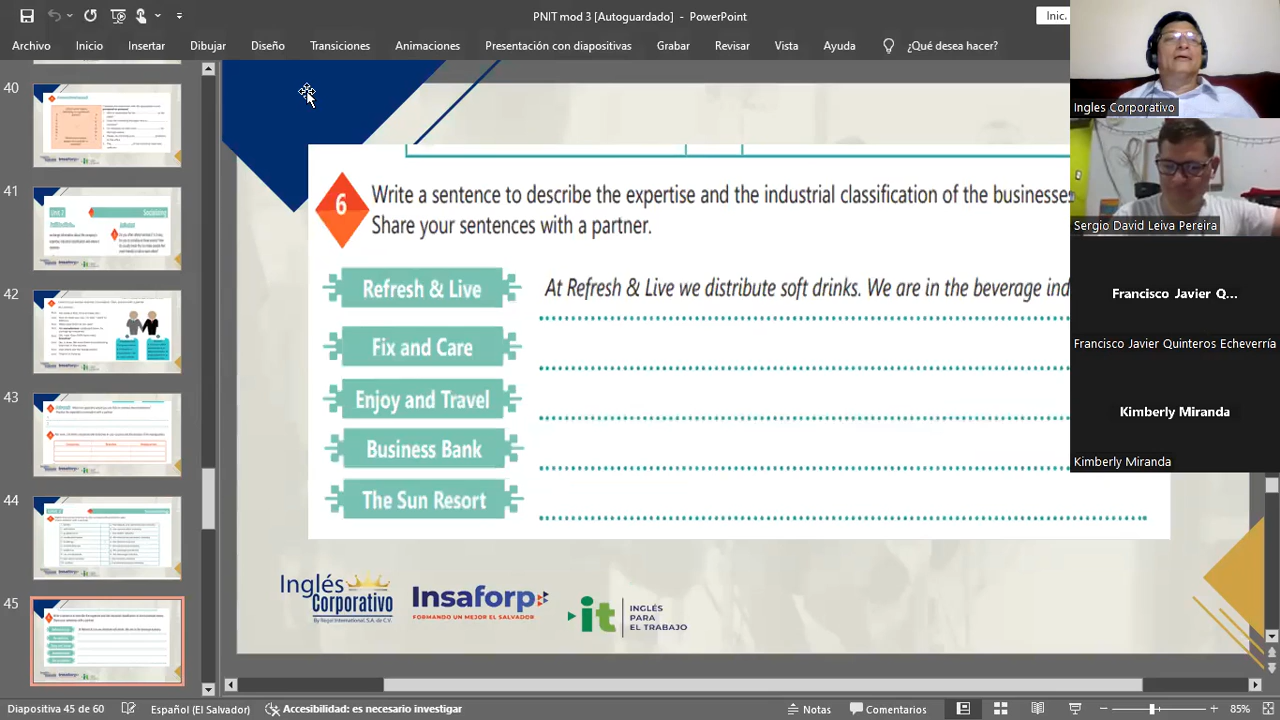 PNIT mod 3 [Autoguardado] - PowerPoint
Inic.
Archivo Inicio Insertar Dibujar Diseño Transiciones Animaciones Presentación con diapositivas Grabar Revisar Vista Ayuda ¿Qué desea hacer?
40
41
42
43
44
45
6
Write a sentence to describe the expertise and the industrial classification of the businesses
Share your sentences with a partner.
Refresh & Live
At Refresh & Live we distribute soft drinks. We are in the beverage ind
Fix and Care
Enjoy and Travel
Business Bank
The Sun Resort
Inglés
Corporativo
By Regal International, S.A. de C.V.
Insaforp
FORMANDO UN MEJOR EL SALVADOR
it
INGLÉS
PARA
EL TRABAJO
Ingles Corporativo
Sergio David Leiva Pereira
Francisco Javier Q...
Francisco Javier Quinteros Echeverría
Kimberly Miranda
Kimberly Miranda
Diapositiva 45 de 60 Español (El Salvador) Accesibilidad: es necesario investigar Notas Comentarios 85%